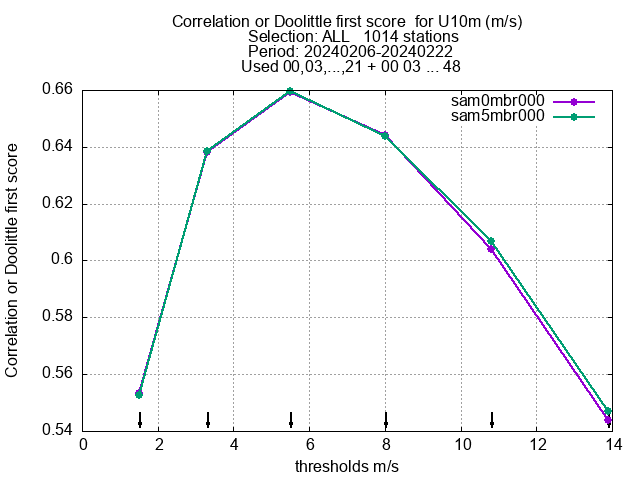 Correlation or Doolittle first score  for U10m (m/s)
Selection: ALL   1014 stations
Period: 20240206-20240222
Used 00,03,...,21 + 00 03 ... 48
sam0mbr000
sam5mbr000
0.66
0.64
0.62
0.6
0.58
0.56
0.54
Correlation or Doolittle first score
0 2 4 6 8 10 12 14
thresholds m/s